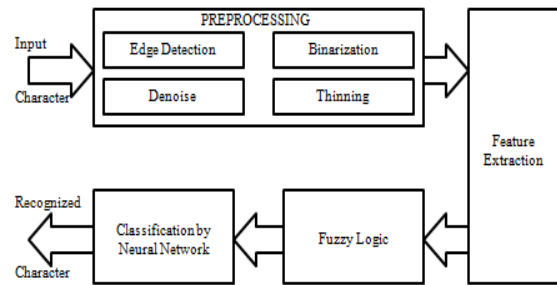 PREPROCESSING
Input
Character
Edge Detection
Binarization
Denoise
Thinning
Feature
Extraction
Fuzzy Logic
Classification by
Neural Network
Recognized
Character